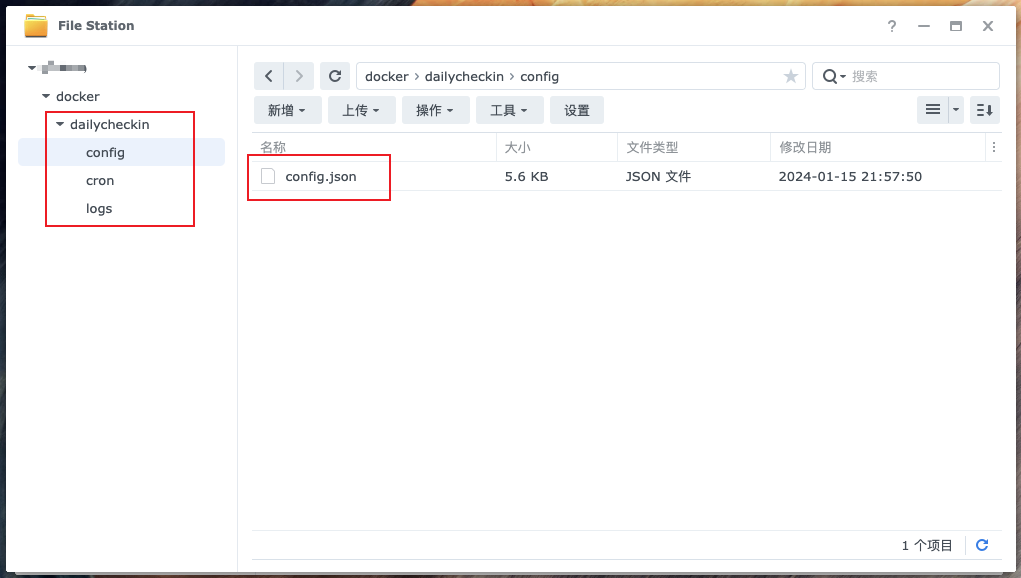 File Station
?
docker
dailycheckin
config
cron
logs
docker › dailycheckin › config
搜索
新增
上传
操作
工具
设置
名称 大小 文件类型 修改日期
config.json 5.6 KB JSON 文件 2024-01-15 21:57:50
1 个项目